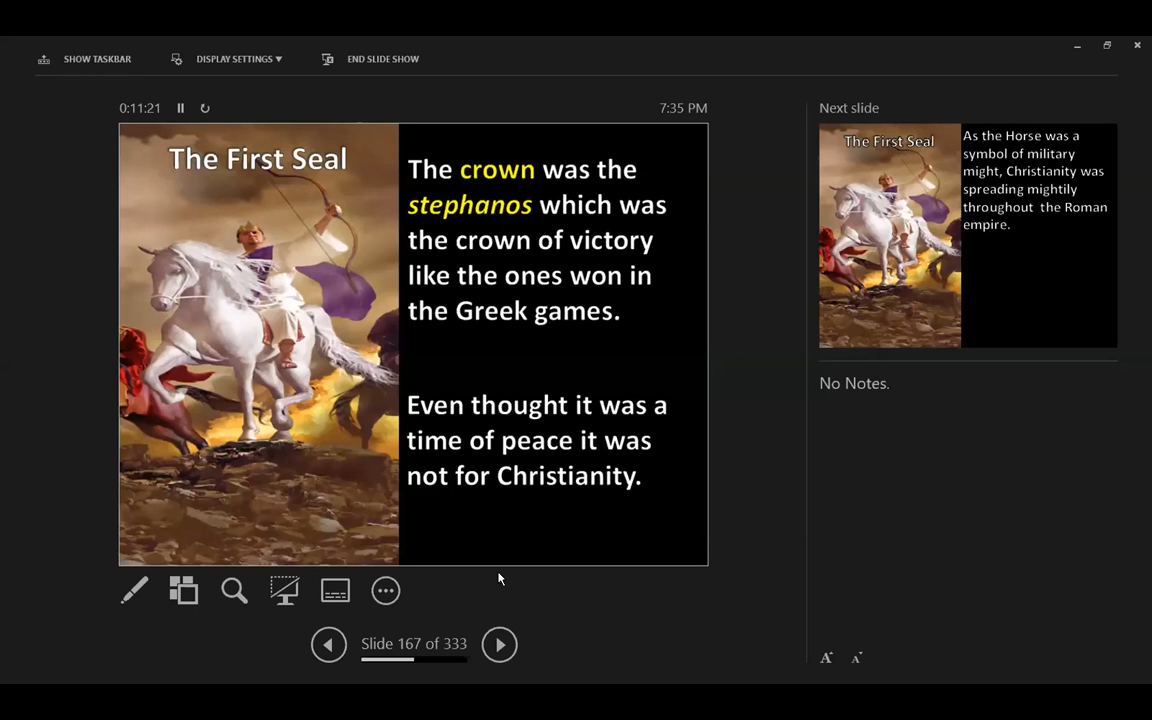 SHOW TASKBAR
DISPLAY SETTINGS ▾
END SLIDE SHOW
0:11:21
7:35 PM
The First Seal
The crown was the
stephanos which was
the crown of victory
like the ones won in
the Greek games.
Even thought it was a
time of peace it was
not for Christianity.
Slide 167 of 333
Next slide
The First Seal
As the Horse was a
symbol of military
might, Christianity was
spreading mightily
throughout the Roman
empire.
No Notes.
A A